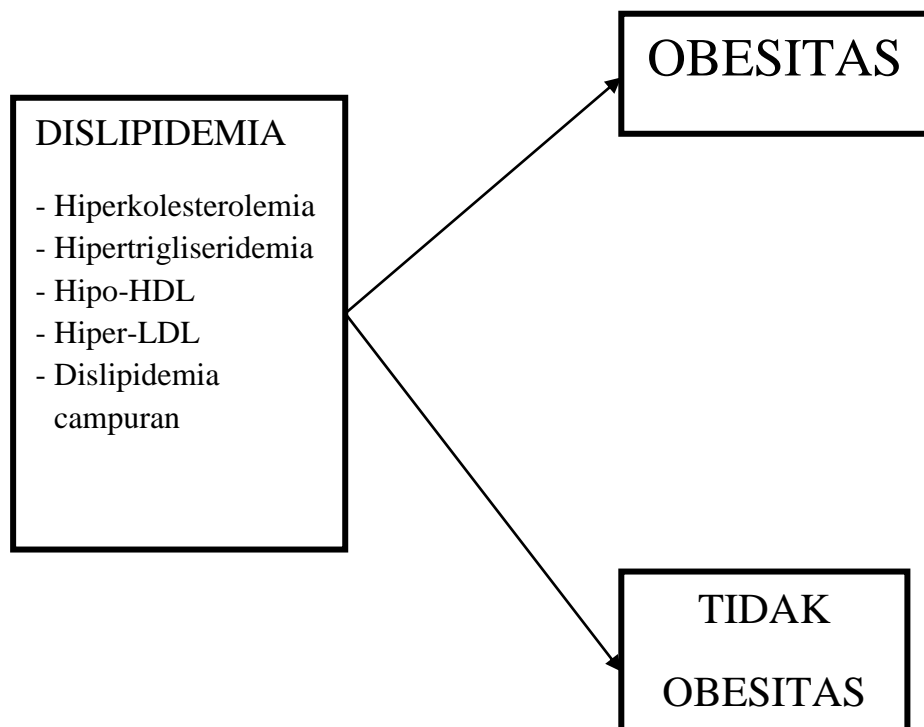 OBESITAS
DISLIPIDEMIA
- Hiperkolesterolemia
- Hipertrigliseridemia
- Hipo-HDL
- Hiper-LDL
- Dislipidemia
campuran
TIDAK
OBESITAS